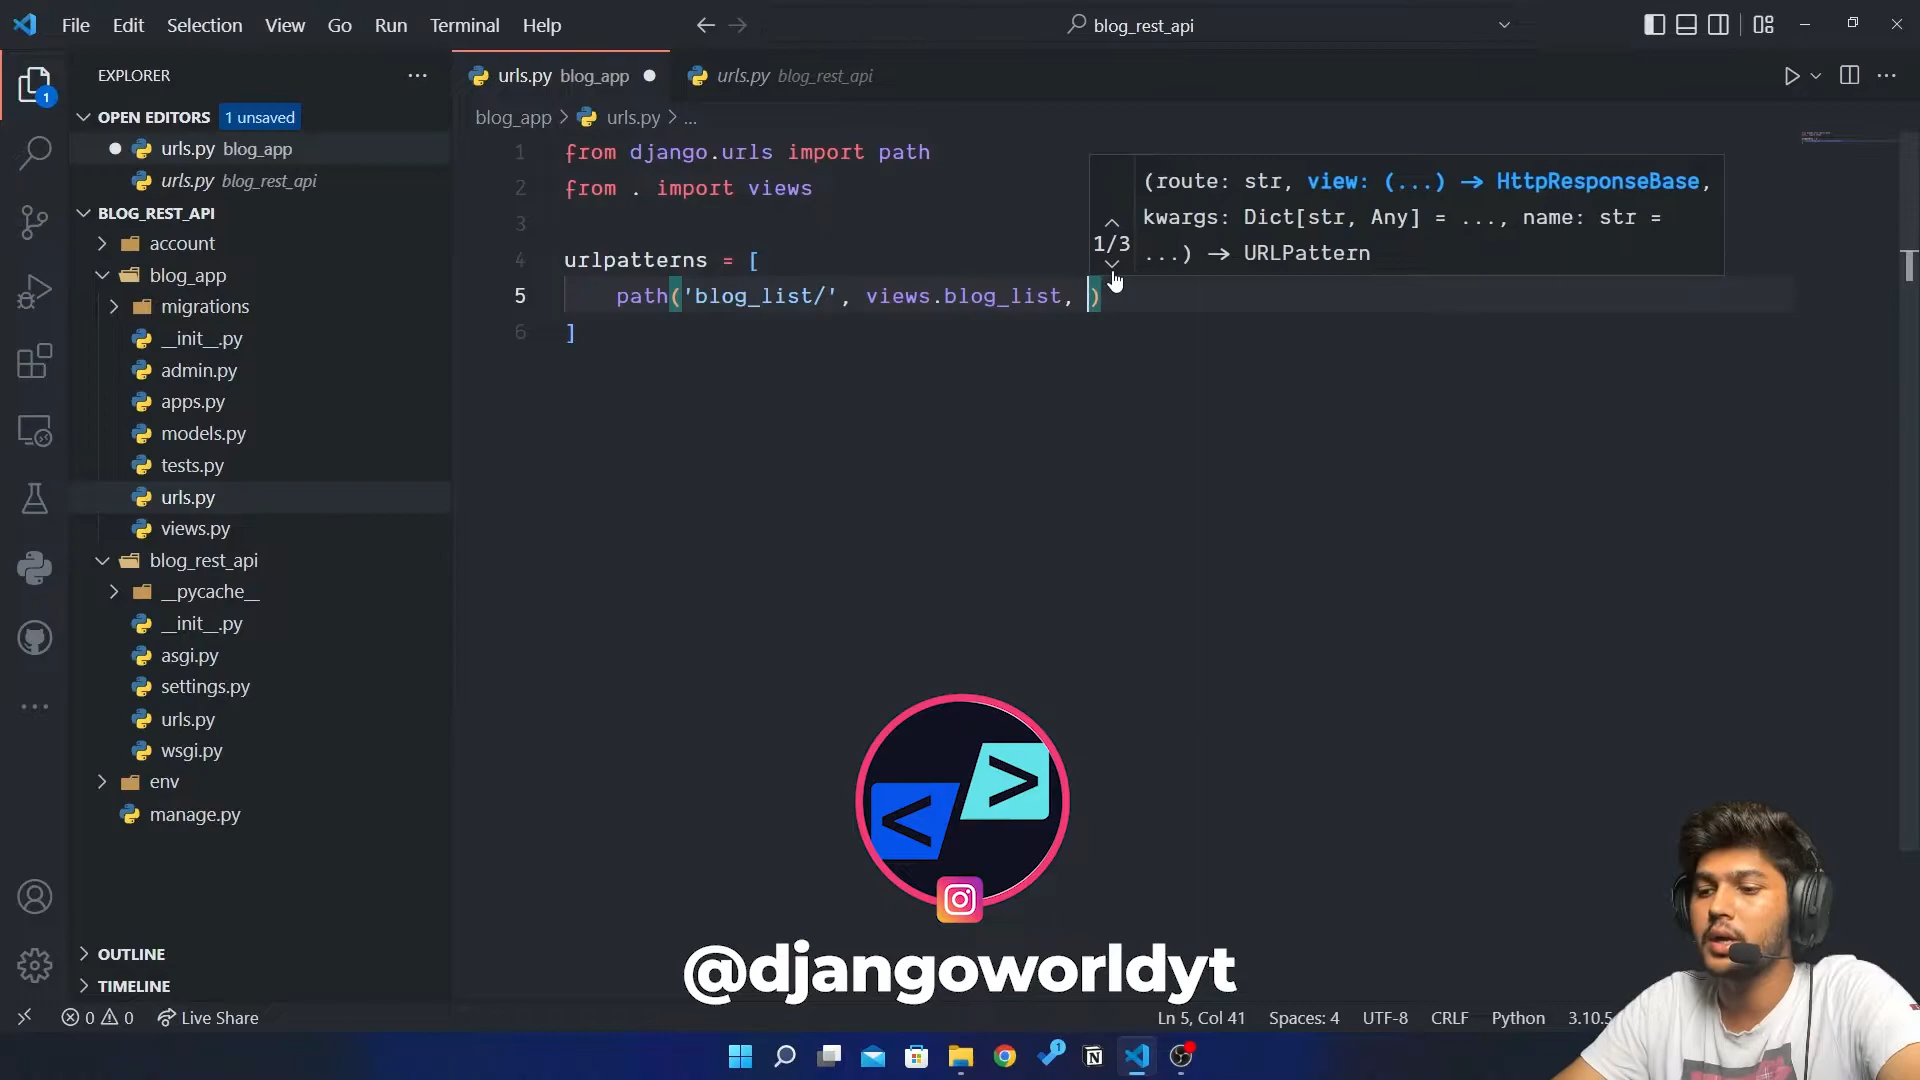 File Edit Selection View Go Run Terminal Help
blog_rest_api
EXPLORER
urls.py blog_app
urls.py blog_rest_api
OPEN EDITORS 1 unsaved
urls.py blog_app
urls.py blog_rest_api
BLOG_REST_API
account
blog_app
migrations
__init__.py
admin.py
apps.py
models.py
tests.py
urls.py
views.py
blog_rest_api
__pycache__
__init__.py
asgi.py
settings.py
urls.py
wsgi.py
env
manage.py
OUTLINE
TIMELINE
blog_app > urls.py > ...
1 from django.urls import path
2 from . import views
3
4 urlpatterns = [
5 path('blog_list/', views.blog_list, )
6 ]
1/3
(route: str, view: (...) -> HttpResponseBase,
kwargs: Dict[str, Any] = ..., name: str =
...) -> URLPattern
@djangoworldyt
0 0 Live Share
Ln 5, Col 41 Spaces: 4 UTF-8 CRLF Python 3.10.5
1
1